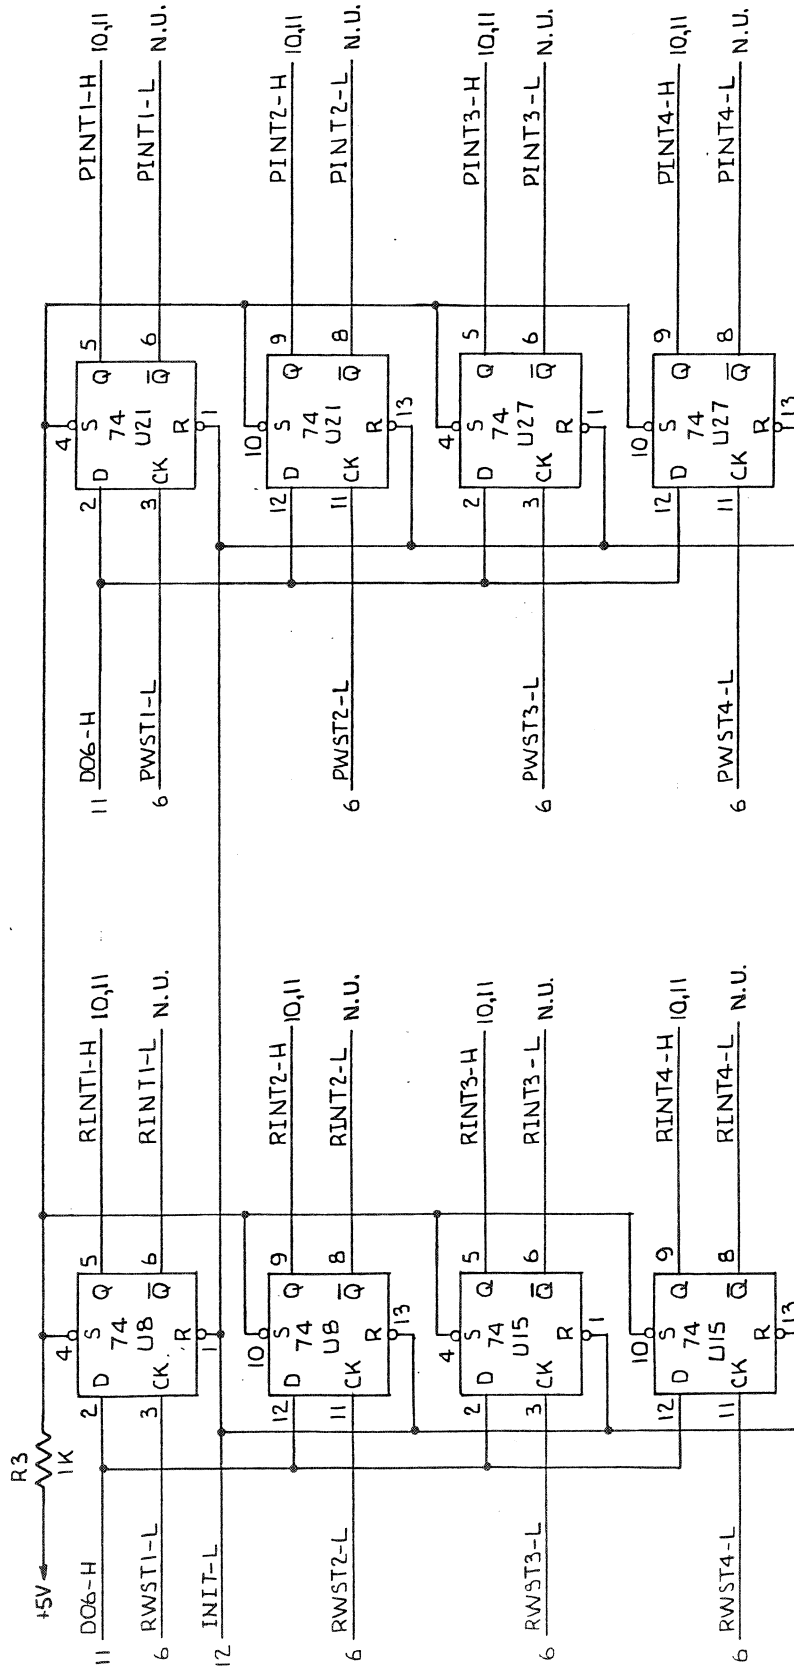 R3
+5V
1K
11 D06-H
6 RWST1-L
12 INIT-L
2 D
4
S
Q 5
RINT1-H 10,11
74
U8
3 CK
R
1
Q̅ 6
RINT1-L N.U.
6 RWST2-L
12 D
10
S
Q 9
RINT2-H 10,11
74
U8
11 CK
R
13
Q̅ 8
RINT2-L N.U.
6 RWST3-L
2 D
4
S
Q 5
RINT3-H 10,11
74
U15
3 CK
R
1
Q̅ 6
RINT3-L N.U.
6 RWST4-L
12 D
10
S
Q 9
RINT4-H 10,11
74
U15
11 CK
R
13
Q̅ 8
RINT4-L N.U.
11 D06-H
6 PWST1-L
2 D
4
S
Q 5
PINT1-H 10,11
74
U21
3 CK
R
1
Q̅ 6
PINT1-L N.U.
6 PWST2-L
12 D
10
S
Q 9
PINT2-H 10,11
74
U21
11 CK
R
13
Q̅ 8
PINT2-L N.U.
6 PWST3-L
2 D
4
S
Q 5
PINT3-H 10,11
74
U27
3 CK
R
1
Q̅ 6
PINT3-L N.U.
6 PWST4-L
12 D
10
S
Q 9
PINT4-H 10,11
74
U27
11 CK
R
13
Q̅ 8
PINT4-L N.U.